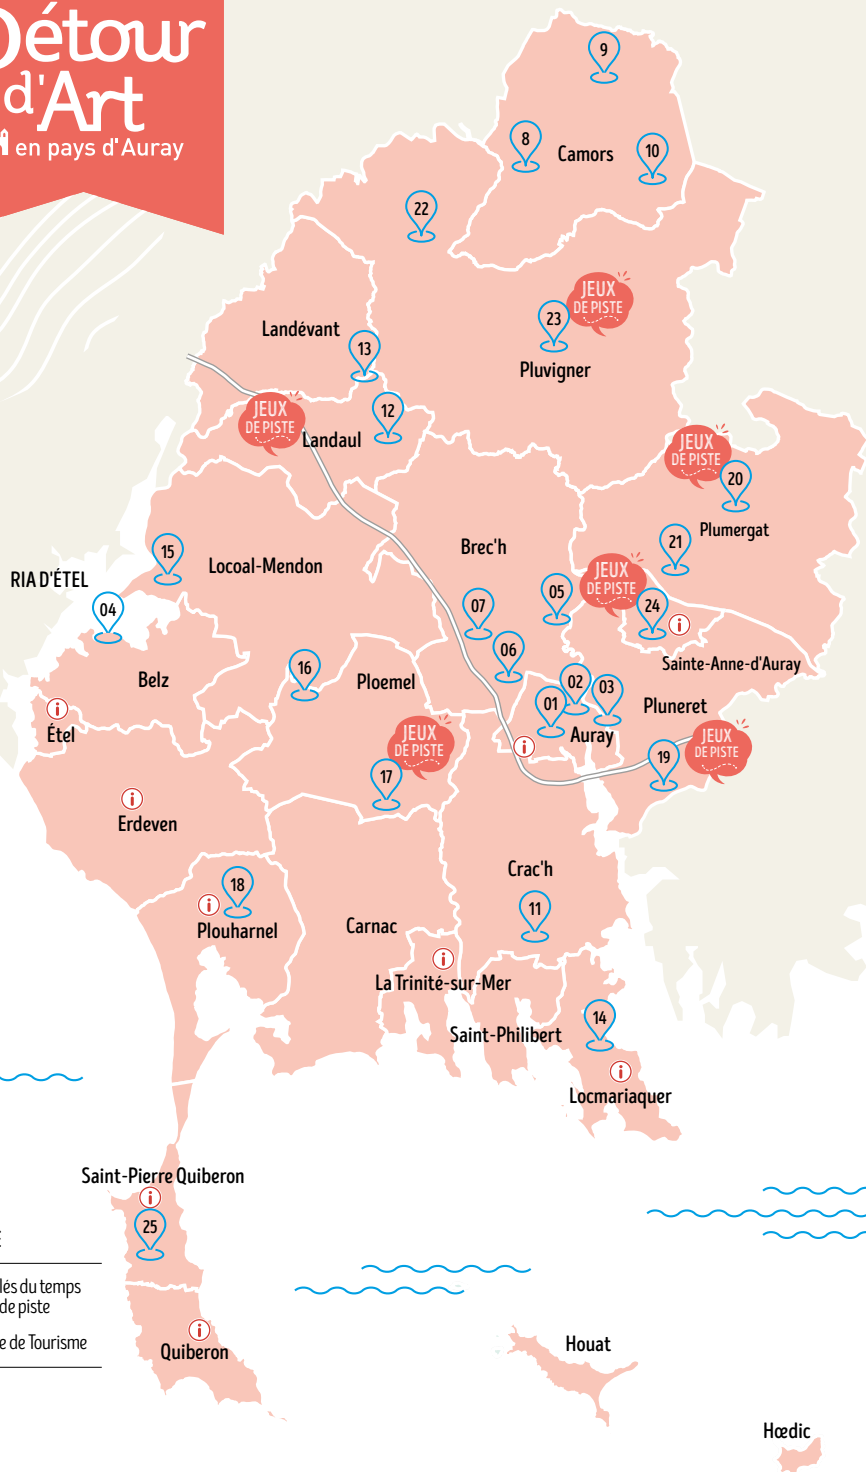 Détour
d'Art
en pays d'Auray
9
8
Camors
10
22
JEUX
DE PISTE
23
Pluvigner
Landévant
13
JEUX
DE PISTE
12
Landaul
JEUX
DE PISTE
20
Plumergat
21
Brec'h
15
Locoal-Mendon
RIA D'ÉTEL
04
JEUX
DE PISTE
05
24
i
07
06
Sainte-Anne-d'Auray
Belz
16
Ploemel
02
03
01
Pluneret
i
Étel
Auray
i
JEUX
DE PISTE
JEUX
DE PISTE
19
17
i
Erdeven
Crac'h
18
i
Plouharnel
11
Carnac
i
La Trinité-sur-Mer
14
Saint-Philibert
i
Locmariaquer
Saint-Pierre Quiberon
i
25
lés du temps
de piste
e de Tourisme
i
Quiberon
Houat
Hœdic